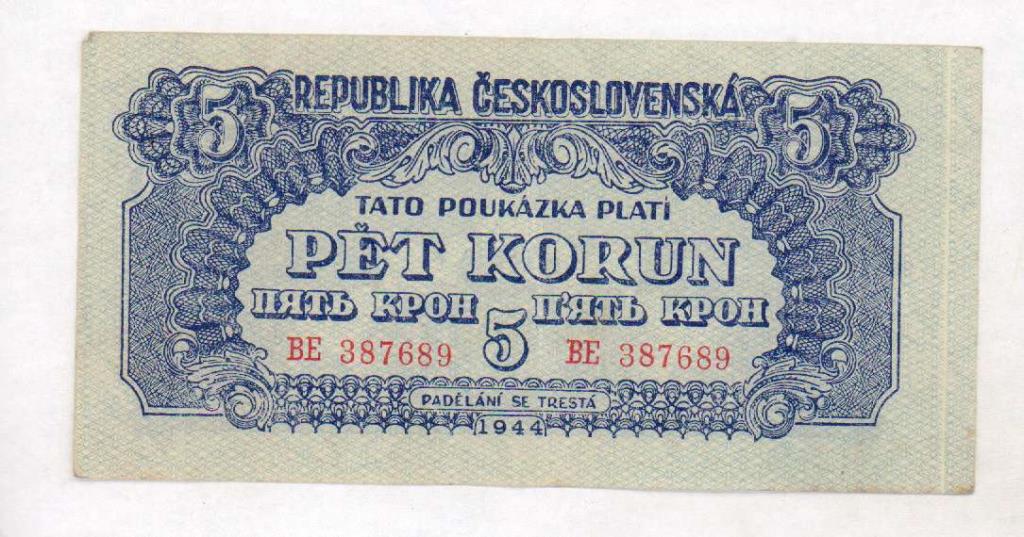 5 REPUBLIKA ČESKOSLOVENSKÁ 5
TATO POUKÁZKA PLATÍ
PĚT KORUN
ПЯТЬ КРОН П'ЯТЬ КРОН
BE 387689 5 BE 387689
PADĚLÁNÍ SE TRESTÁ
1944